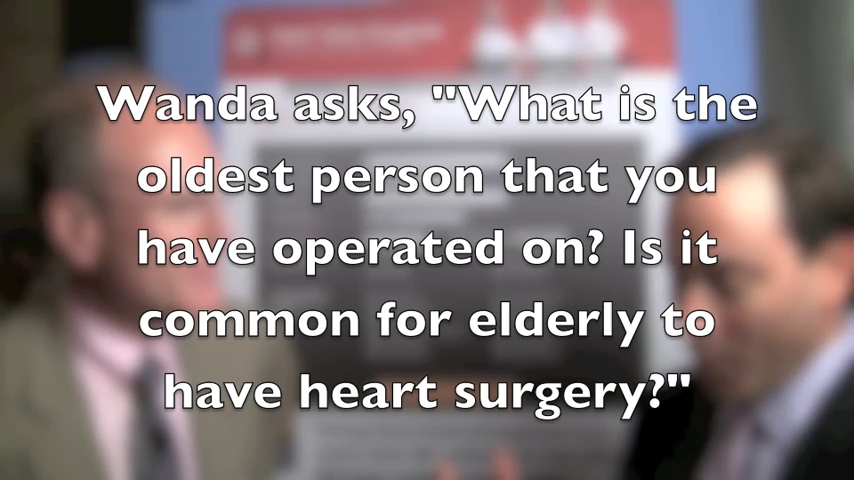 Wanda asks, "What is the
oldest person that you
have operated on? Is it
common for elderly to
have heart surgery?"